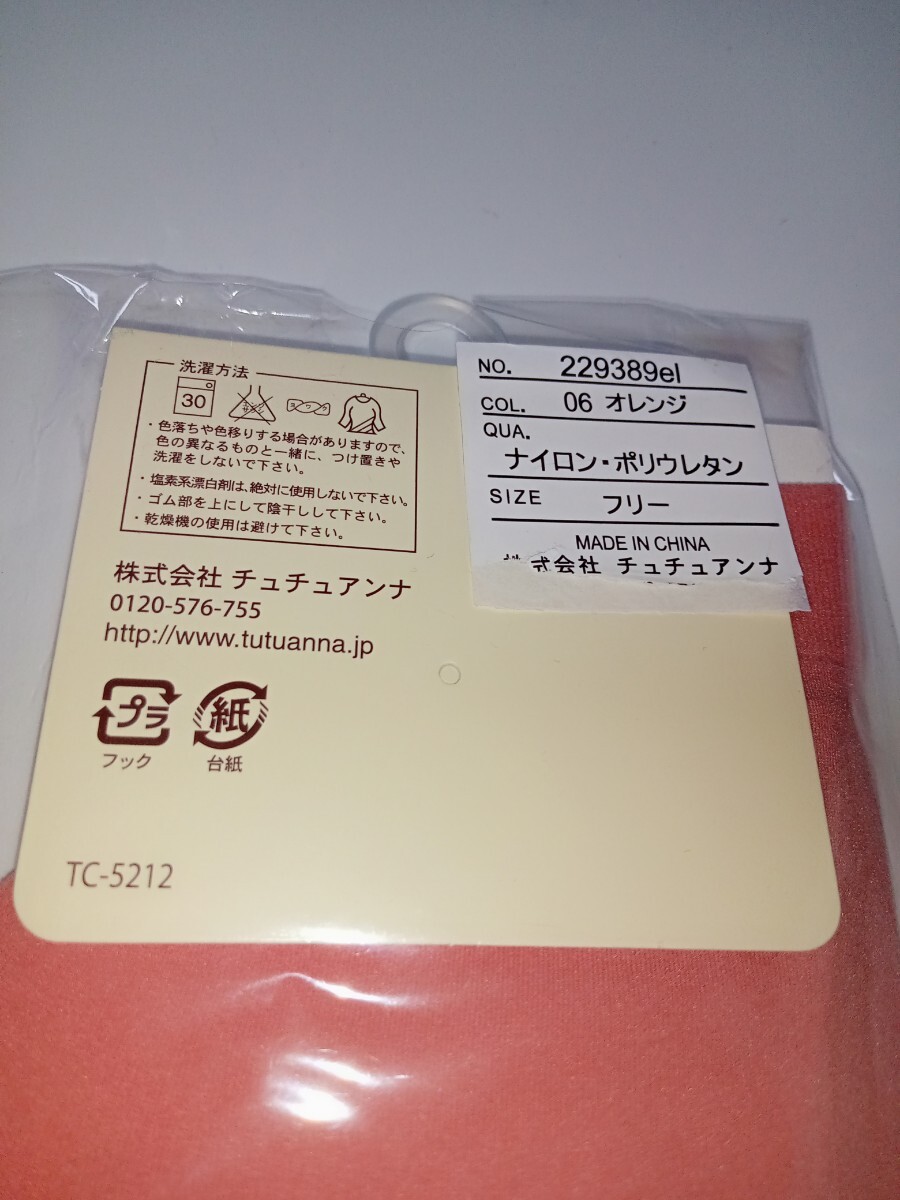 洗濯方法
30
ヨワク
・色落ちや色移りする場合がありますので、
色の異なるものと一緒に、つけ置きや
洗濯をしないで下さい。
・塩素系漂白剤は、絶対に使用しないで下さい。
・ゴム部を上にして陰干しして下さい。
・乾燥機の使用は避けて下さい。
株式会社 チュチュアンナ
0120-576-755
http://www.tutuanna.jp
プラ
フック
紙
台紙
TC-5212
NO. 229389el
COL. 06 オレンジ
QUA.
ナイロン・ポリウレタン
SIZE フリー
MADE IN CHINA
式会社 チュチュアンナ